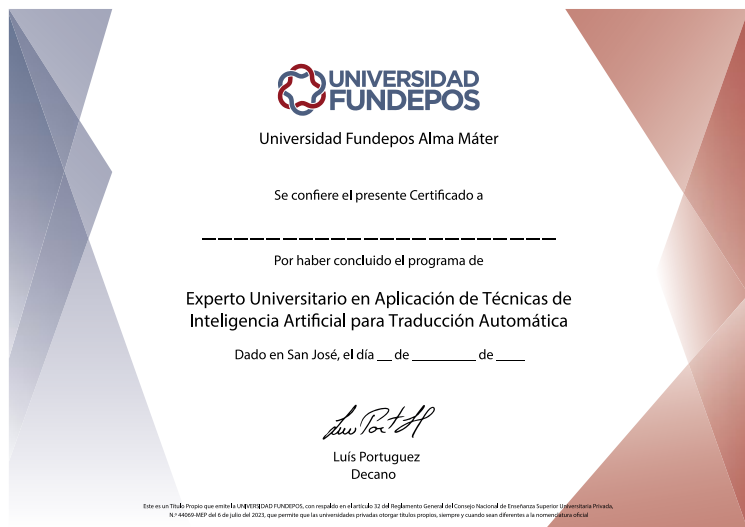 UNIVERSIDAD
FUNDEPOS
Universidad Fundepos Alma Máter
Se confiere el presente Certificado a
Por haber concluido el programa de
Experto Universitario en Aplicación de Técnicas de
Inteligencia Artificial para Traducción Automática
Dado en San José, el día __ de ________ de ____
Luís Portuguez
Decano
Este es un Título Propio que emite la UNIVERSIDAD FUNDEPOS, con respaldo en el artículo 32 del Reglamento General del Consejo Nacional de Enseñanza Superior Universitaria Privada,
N.º 44069-MEP del 6 de julio del 2023, que permite que las universidades privadas otorgar títulos propios, siempre y cuando sean diferentes a la nomenclatura oficial